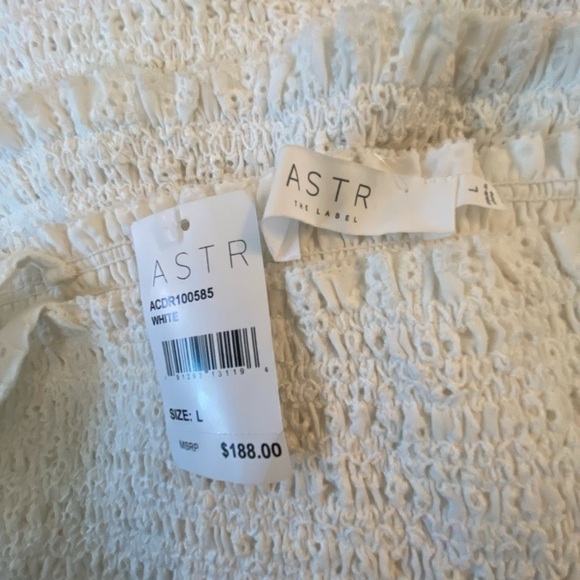 ASTR
THE LABEL
L
ASTR
ACDR100585
WHITE
SIZE: L
MSRP
$188.00